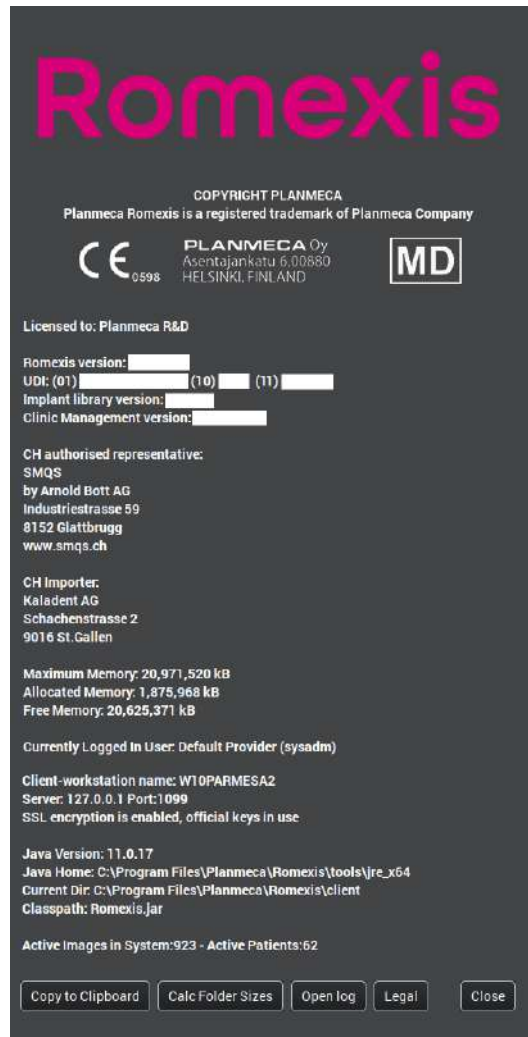 Romexis
COPYRIGHT PLANMECA
Planmeca Romexis is a registered trademark of Planmeca Company
CE 0598
PLANMECA Oy
Asentajankatu 6,00880
HELSINKI, FINLAND
MD
Licensed to: Planmeca R&D
Romexis version:
UDI: (01) (10) (11)
Implant library version:
Clinic Management version:
CH authorised representative:
SMQS
by Arnold Bott AG
Industriestrasse 59
8152 Glattbrugg
www.smqs.ch
CH Importer:
Kaladent AG
Schachenstrasse 2
9016 St.Gallen
Maximum Memory: 20,971,520 kB
Allocated Memory: 1,875,968 kB
Free Memory: 20,625,371 kB
Currently Logged In User: Default Provider (sysadm)
Client-workstation name: W10PARMESA2
Server: 127.0.0.1 Port:1099
SSL encryption is enabled, official keys in use
Java Version: 11.0.17
Java Home: C:\Program Files\Planmeca\Romexis\tools\jre_x64
Current Dir: C:\Program Files\Planmeca\Romexis\client
Classpath: Romexis.jar
Active Images in System:923 - Active Patients:62
Copy to Clipboard Calc Folder Sizes Open log Legal Close